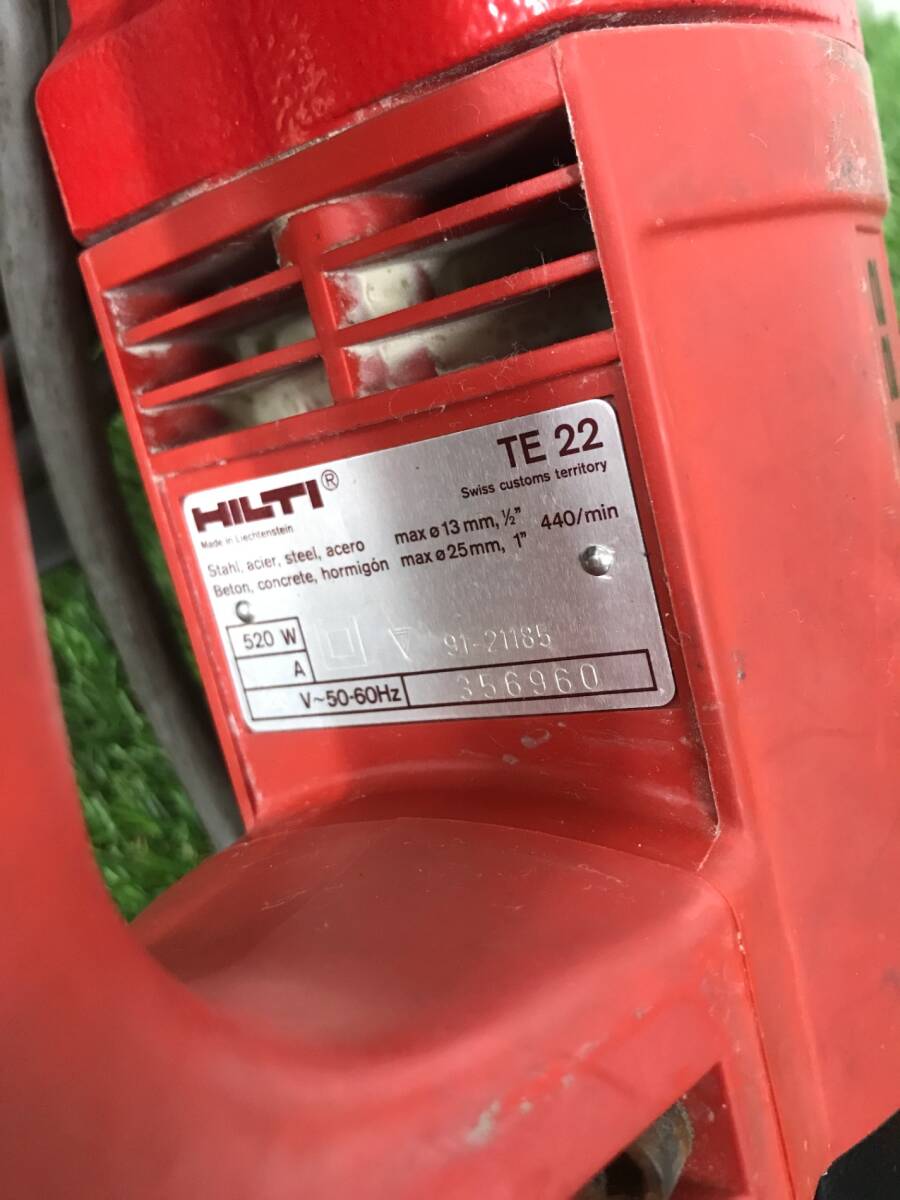 HILTI®
TE 22
Made in Liechtenstein
Swiss customs territory
Stahl, acier, steel, acero max ø 13 mm, ½"
Beton, concrete, hormigón max ø 25 mm, 1" 440/min
520 W
91-21185
A
V~50-60Hz 356960